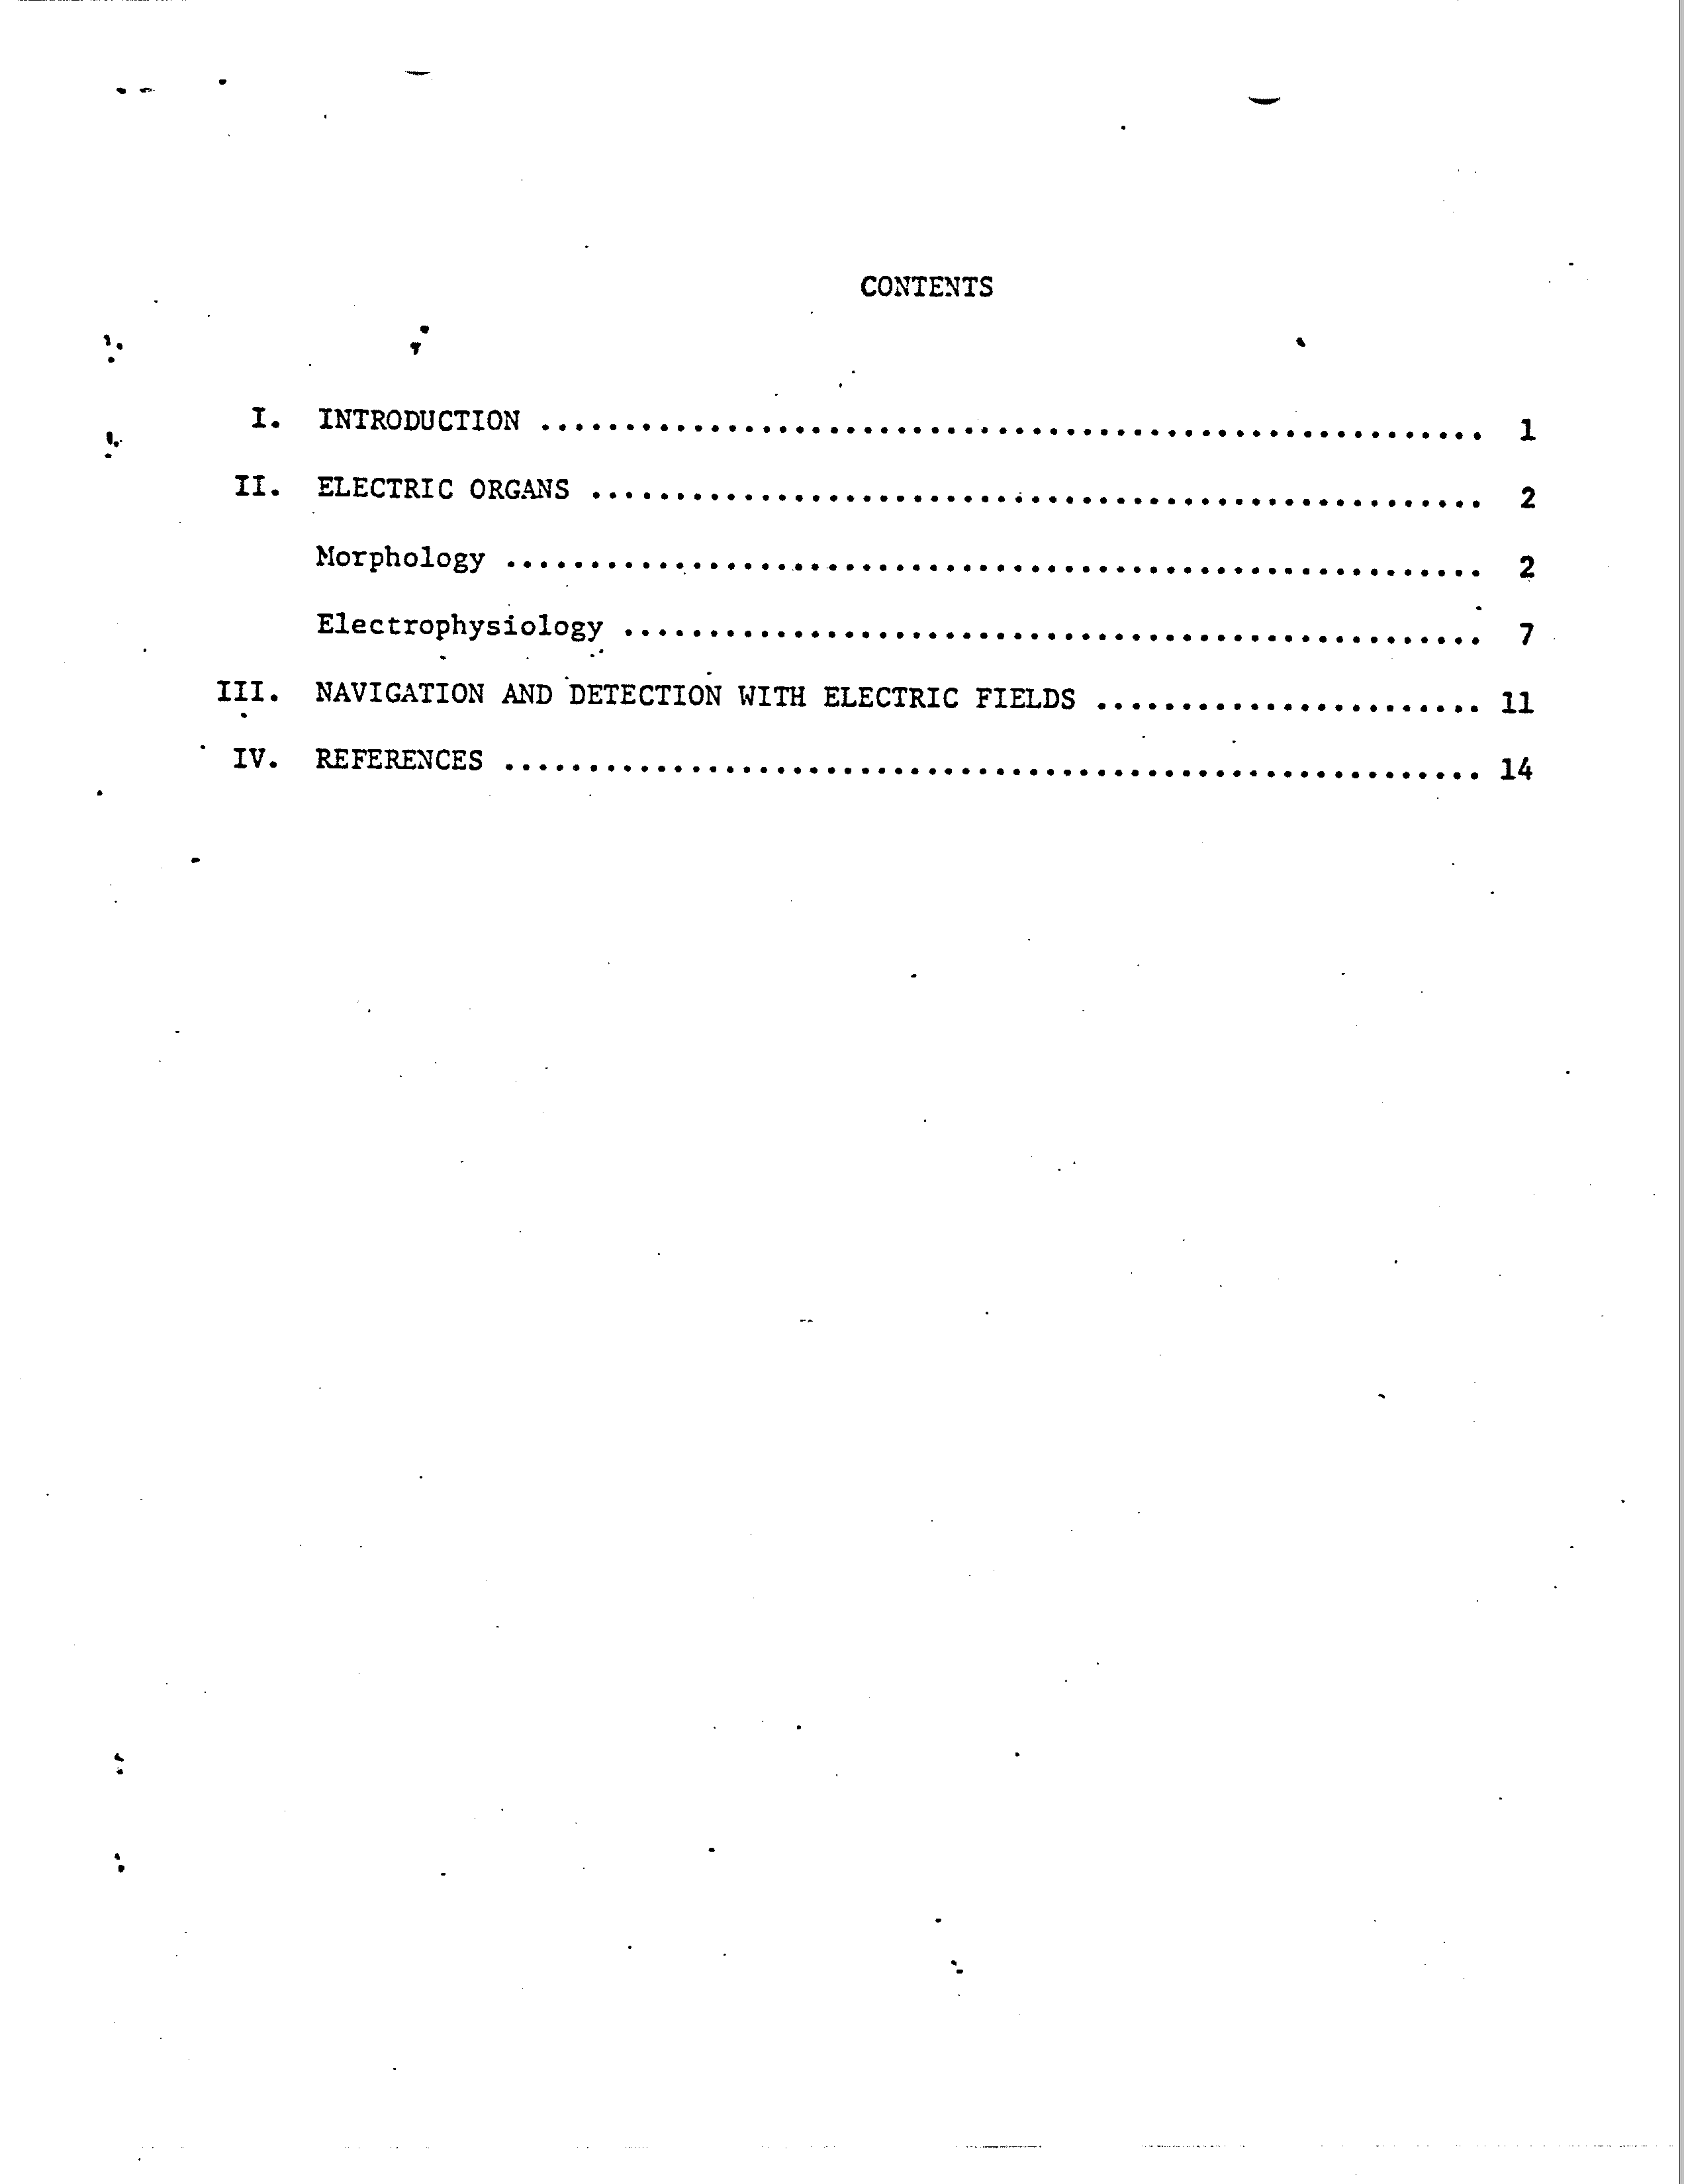 CONTENTS
I. INTRODUCTION ........................................................ 1
II. ELECTRIC ORGANS ..................................................... 2
Morphology .......................................................... 2
Electrophysiology ................................................... 7
III. NAVIGATION AND DETECTION WITH ELECTRIC FIELDS ....................... 11
IV. REFERENCES .......................................................... 14